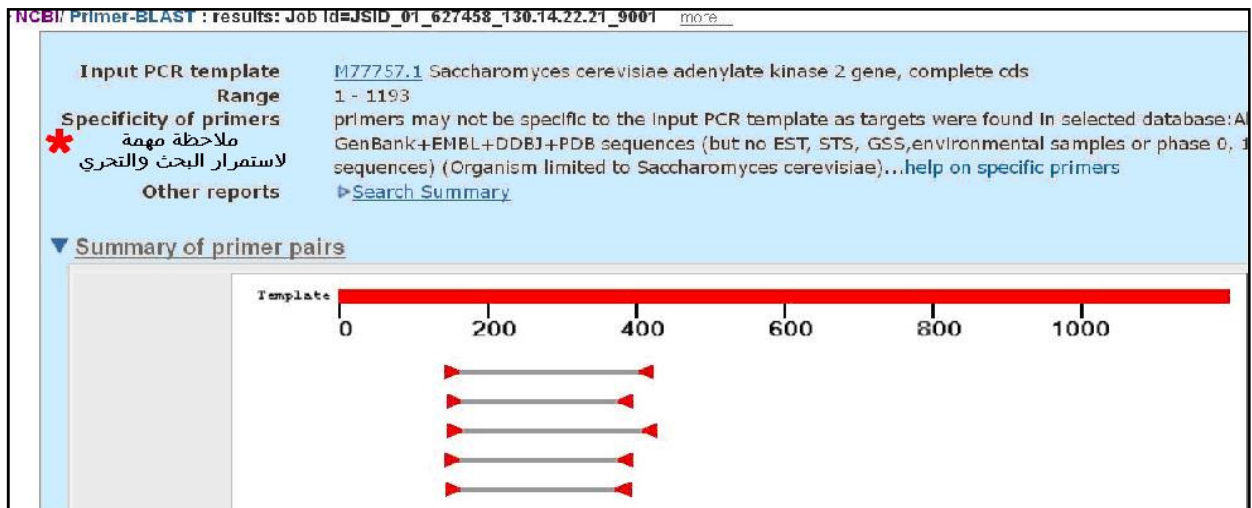 NCBI/ Primer-BLAST : results: Job id=JSID_01_627458_130.14.22.21_9001 more...
Input PCR template M77757.1 Saccharomyces cerevisiae adenylate kinase 2 gene, complete cds
Range 1 - 1193
Specificity of primers primers may not be specific to the input PCR template as targets were found in selected database:Al
* ملاحظة مهمة GenBank+EMBL+DDBJ+PDB sequences (but no EST, STS, GSS,environmental samples or phase 0, 1
لاستمرار البحث والتحري sequences) (Organism limited to Saccharomyces cerevisiae)...help on specific primers
Other reports Search Summary
Summary of primer pairs
Template
0 200 400 600 800 1000